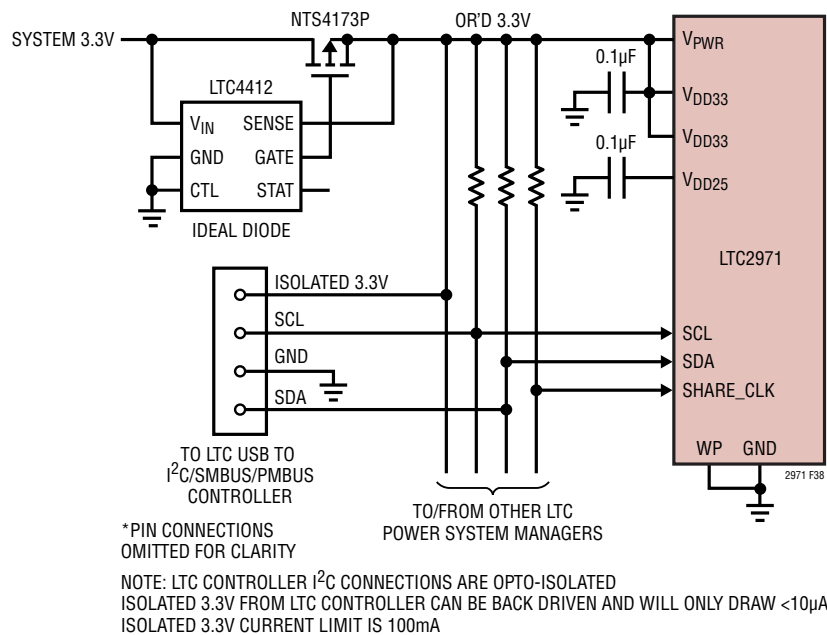 NTS4173P
SYSTEM 3.3V
OR'D 3.3V
LTC4412
VIN SENSE
GND GATE
CTL STAT
IDEAL DIODE
0.1µF
0.1µF
VPWR
VDD33
VDD33
VDD25
LTC2971
SCL
SDA
SHARE_CLK
WP GND
2971 F38
ISOLATED 3.3V
SCL
GND
SDA
TO LTC USB TO
I2C/SMBUS/PMBUS
CONTROLLER
TO/FROM OTHER LTC
POWER SYSTEM MANAGERS
*PIN CONNECTIONS
OMITTED FOR CLARITY
NOTE: LTC CONTROLLER I2C CONNECTIONS ARE OPTO-ISOLATED
ISOLATED 3.3V FROM LTC CONTROLLER CAN BE BACK DRIVEN AND WILL ONLY DRAW <10µA
ISOLATED 3.3V CURRENT LIMIT IS 100mA